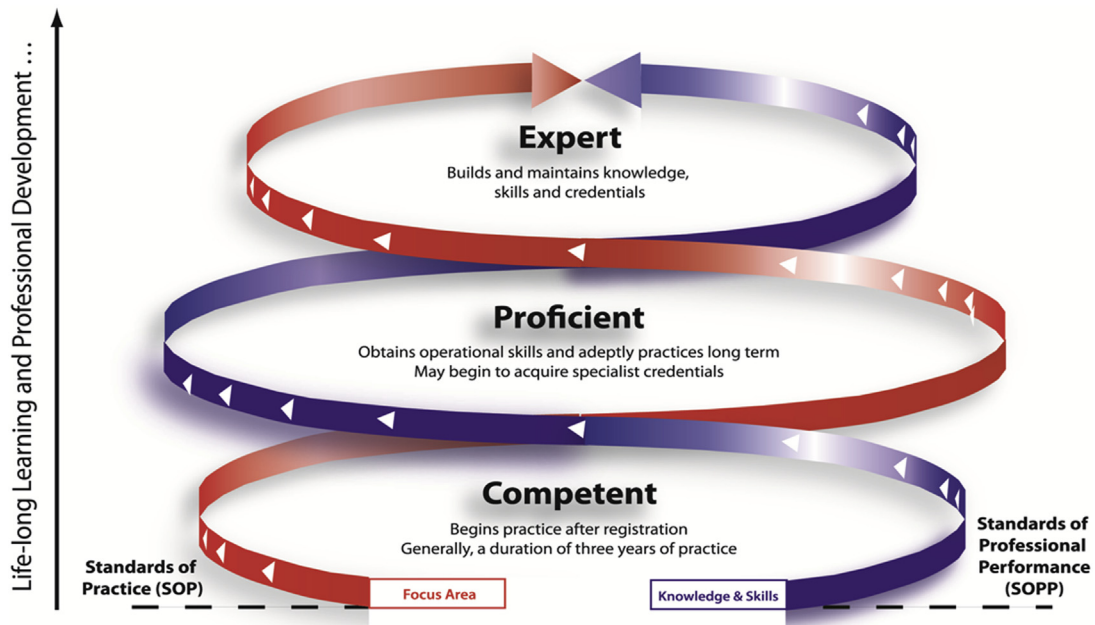 Life-long Learning and Professional Development ...
Expert
Builds and maintains knowledge,
skills and credentials
Proficient
Obtains operational skills and adeptly practices long term
May begin to acquire specialist credentials
Competent
Begins practice after registration
Generally, a duration of three years of practice
Standards of
Practice (SOP)
Focus Area
Knowledge & Skills
Standards of
Professional
Performance
(SOPP)